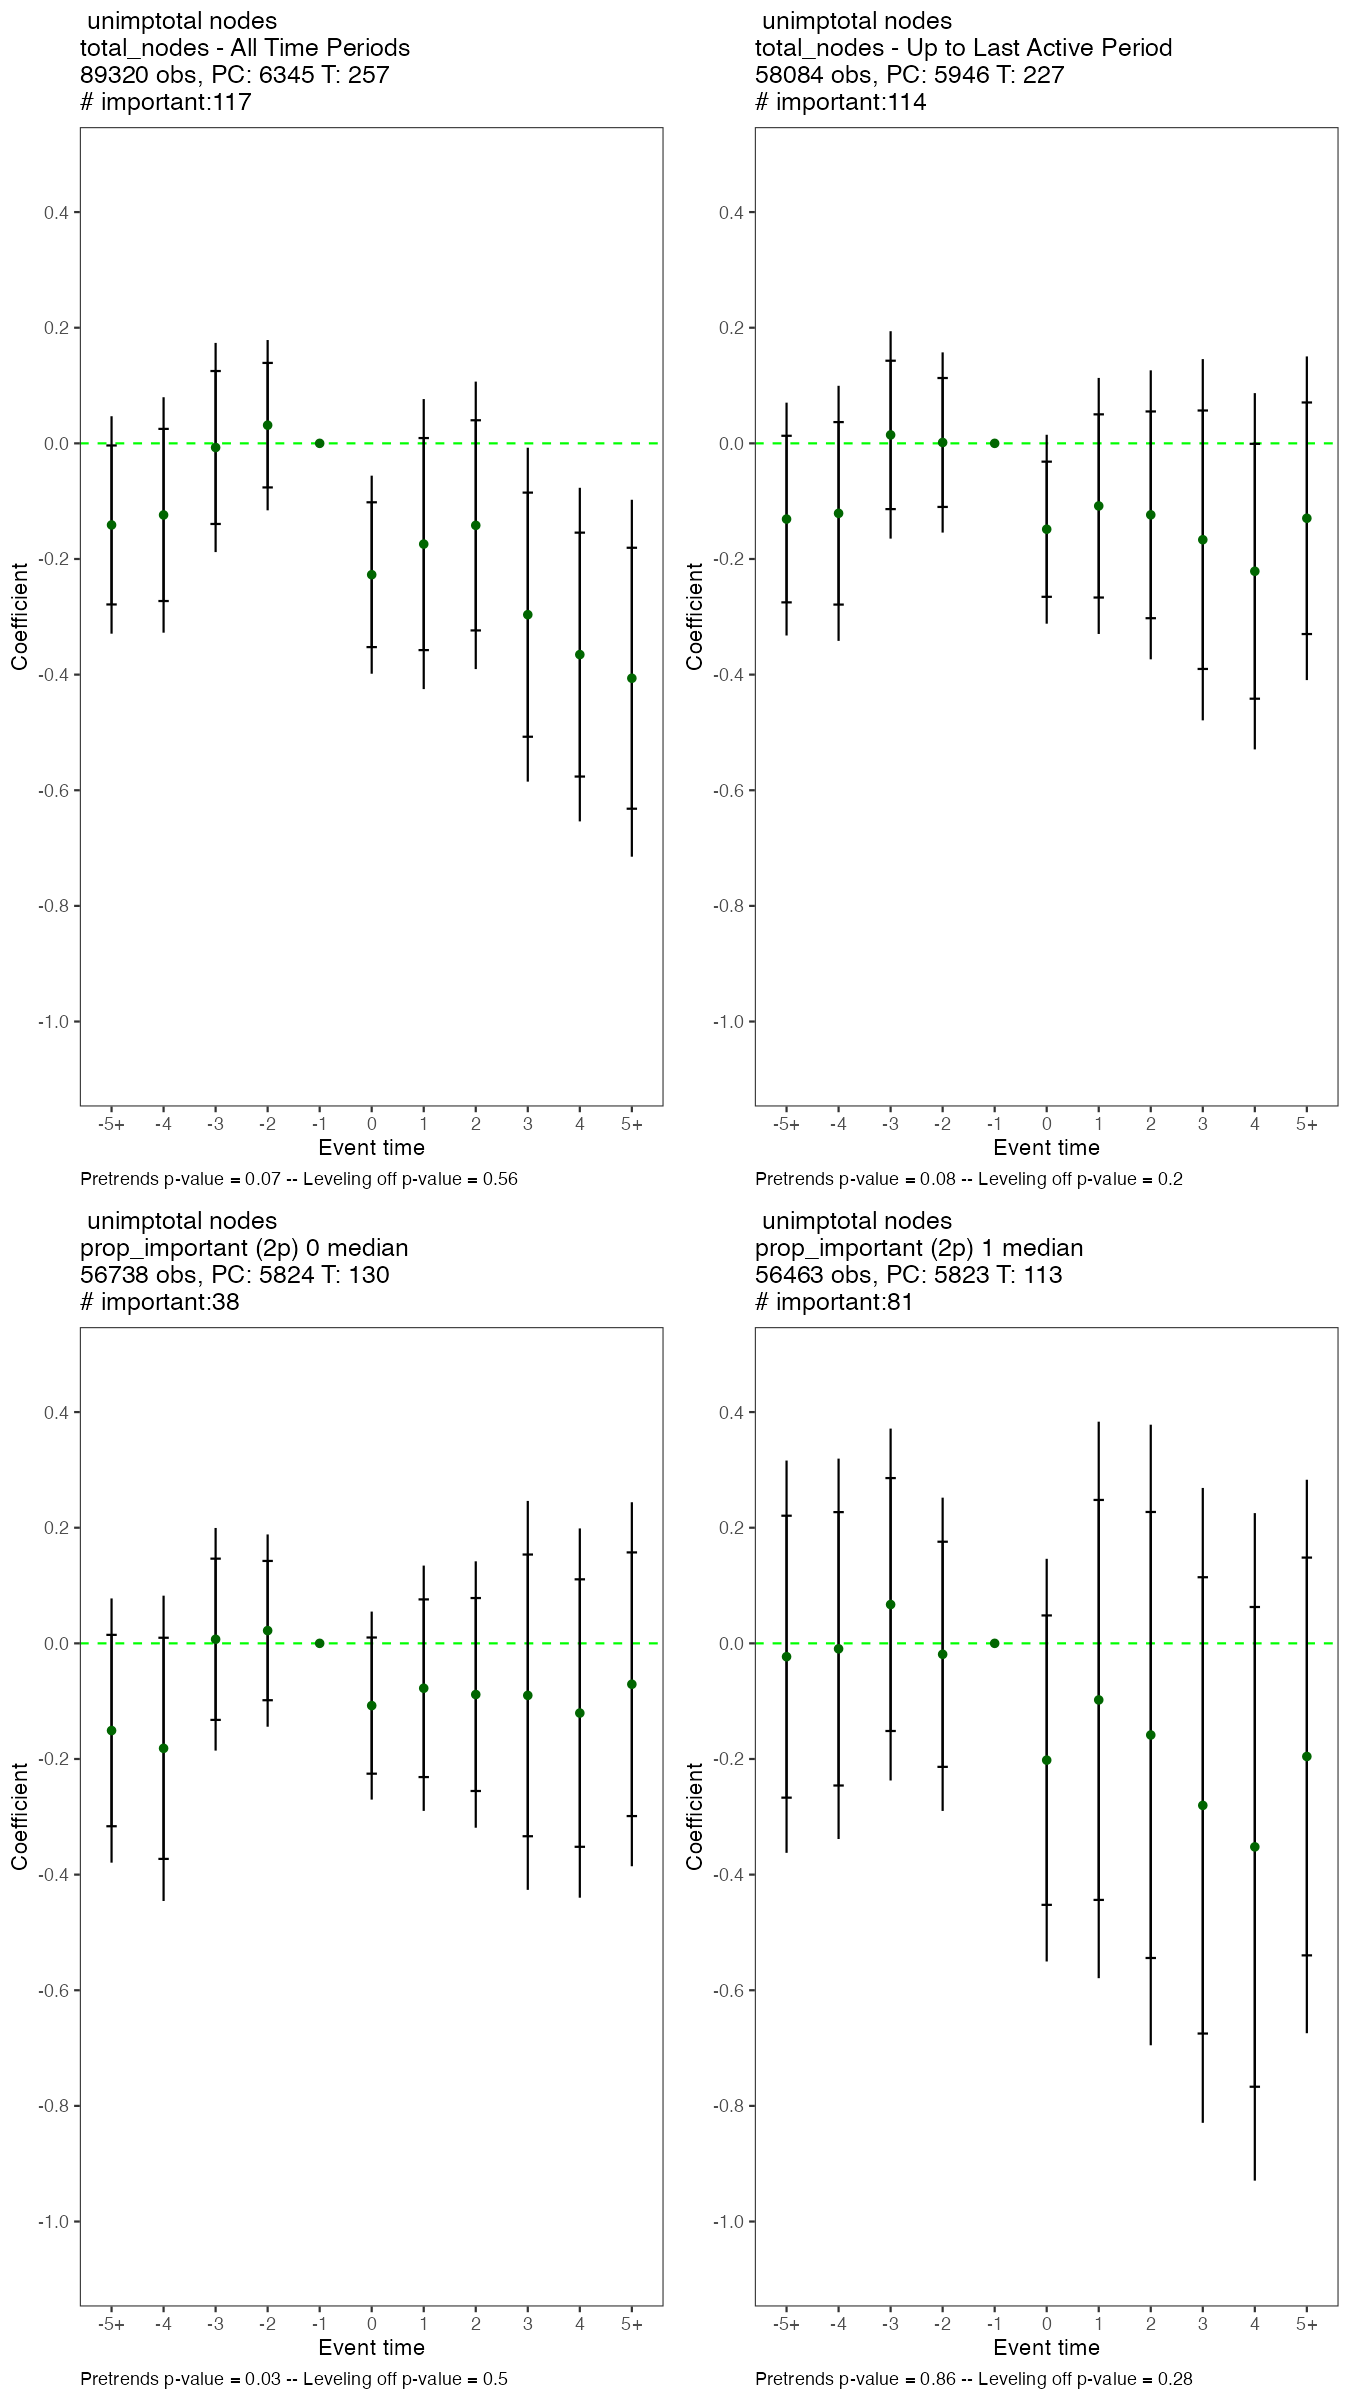 unimptotal nodes
total_nodes - All Time Periods
89320 obs, PC: 6345 T: 257
# important:117
0.4
0.2
0.0
-0.2
-0.4
-0.6
-0.8
-1.0
Coefficient
-5+ -4 -3 -2 -1 0 1 2 3 4 5+
Event time
Pretrends p-value = 0.07 -- Leveling off p-value = 0.56
unimptotal nodes
total_nodes - Up to Last Active Period
58084 obs, PC: 5946 T: 227
# important:114
0.4
0.2
0.0
-0.2
-0.4
-0.6
-0.8
-1.0
Coefficient
-5+ -4 -3 -2 -1 0 1 2 3 4 5+
Event time
Pretrends p-value = 0.08 -- Leveling off p-value = 0.2
unimptotal nodes
prop_important (2p) 0 median
56738 obs, PC: 5824 T: 130
# important:38
0.4
0.2
0.0
-0.2
-0.4
-0.6
-0.8
-1.0
Coefficient
-5+ -4 -3 -2 -1 0 1 2 3 4 5+
Event time
Pretrends p-value = 0.03 -- Leveling off p-value = 0.5
unimptotal nodes
prop_important (2p) 1 median
56463 obs, PC: 5823 T: 113
# important:81
0.4
0.2
0.0
-0.2
-0.4
-0.6
-0.8
-1.0
Coefficient
-5+ -4 -3 -2 -1 0 1 2 3 4 5+
Event time
Pretrends p-value = 0.86 -- Leveling off p-value = 0.28